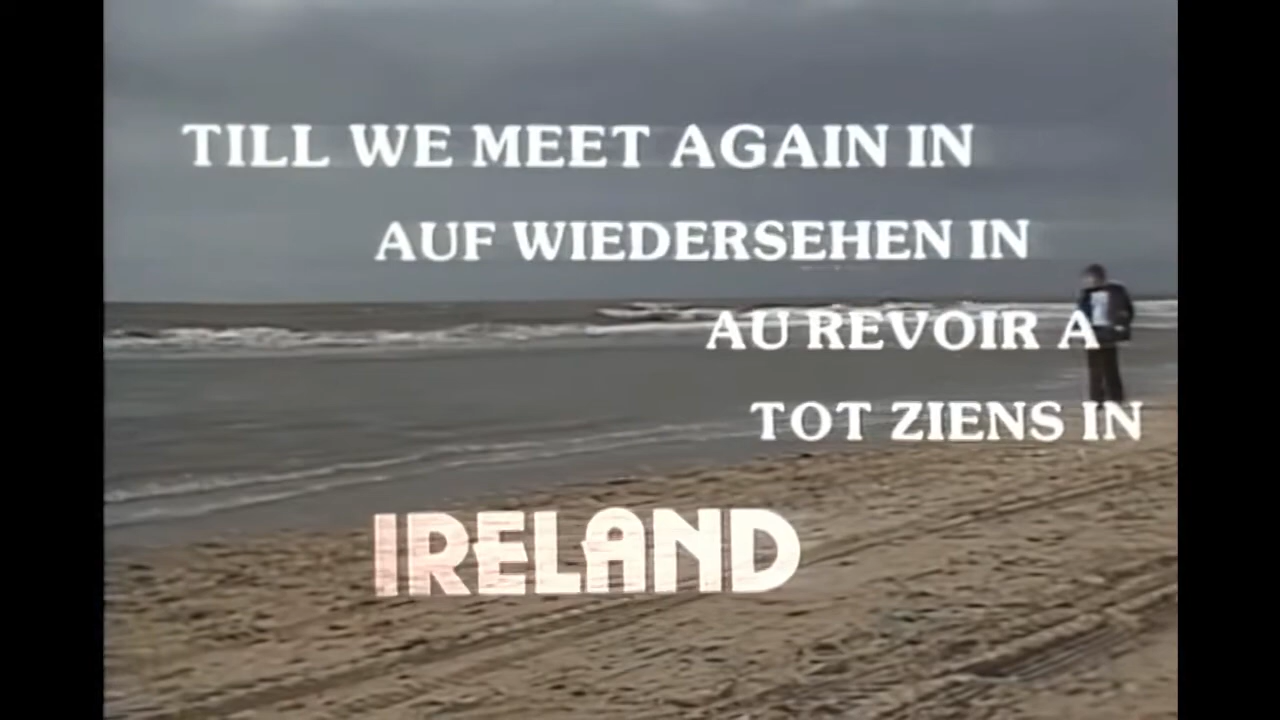 TILL WE MEET AGAIN IN
AUF WIEDERSEHEN IN
AU REVOIR A
TOT ZIENS IN
IRELAND